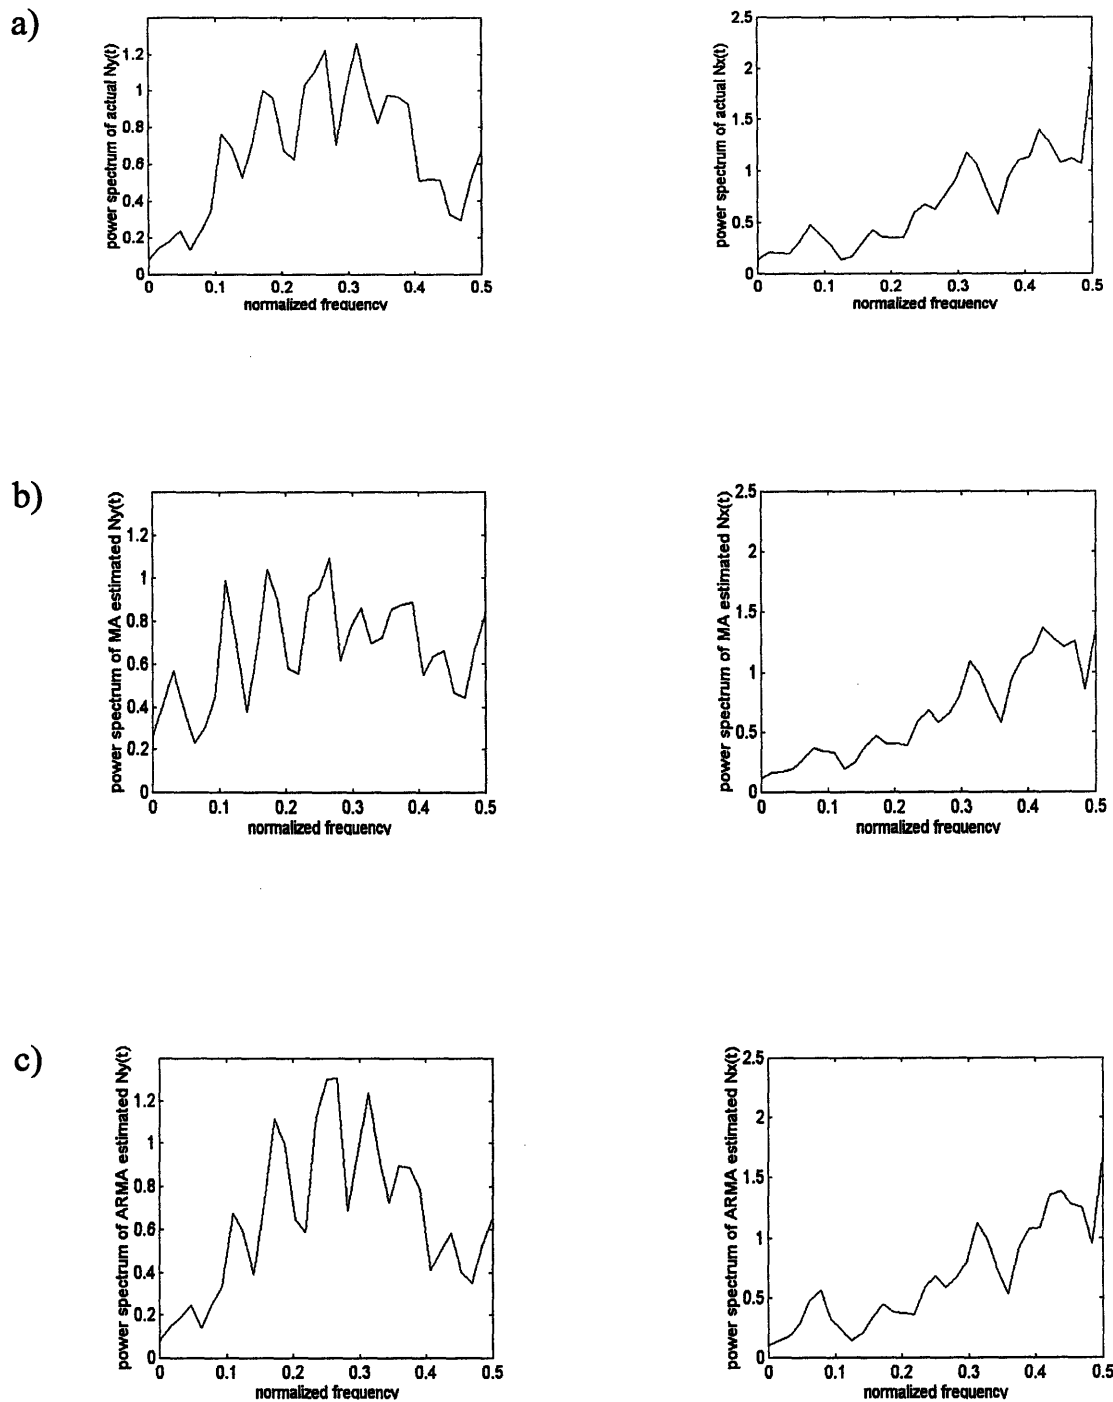 a)
power spectrum of actual Ny(t)
1.2
1
0.8
0.6
0.4
0.2
0
0 0.1 0.2 0.3 0.4 0.5
normalized frequency
power spectrum of actual Nx(t)
2.5
2
1.5
1
0.5
0
0 0.1 0.2 0.3 0.4 0.5
normalized frequency
b)
power spectrum of MA estimated Ny(t)
1.2
1
0.8
0.6
0.4
0.2
0
0 0.1 0.2 0.3 0.4 0.5
normalized frequency
power spectrum of MA estimated Nx(t)
2.5
2
1.5
1
0.5
0
0 0.1 0.2 0.3 0.4 0.5
normalized frequency
c)
power spectrum of ARMA estimated Ny(t)
1.2
1
0.8
0.6
0.4
0.2
0
0 0.1 0.2 0.3 0.4 0.5
normalized frequency
power spectrum of ARMA estimated Nx(t)
2.5
2
1.5
1
0.5
0
0 0.1 0.2 0.3 0.4 0.5
normalized frequency